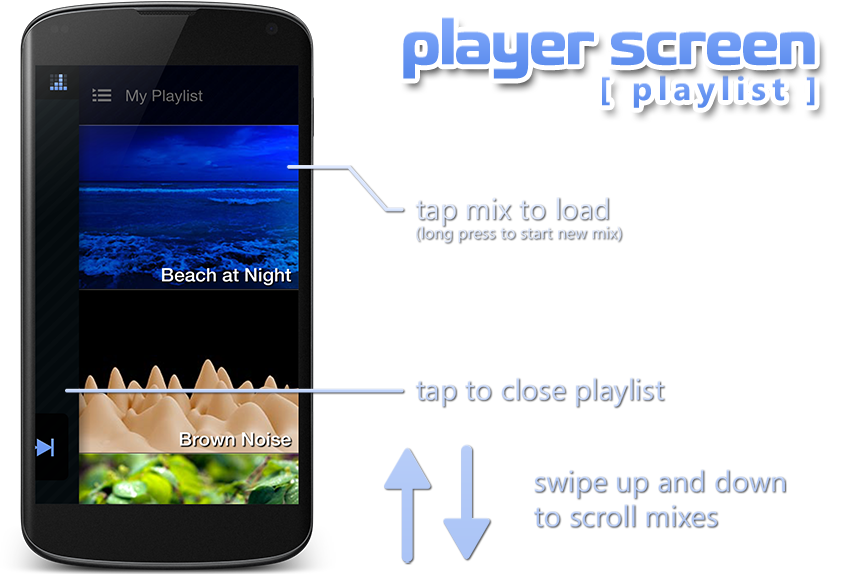 player screen
[ playlist ]
My Playlist
tap mix to load
(long press to start new mix)
Beach at Night
tap to close playlist
Brown Noise
swipe up and down
to scroll mixes